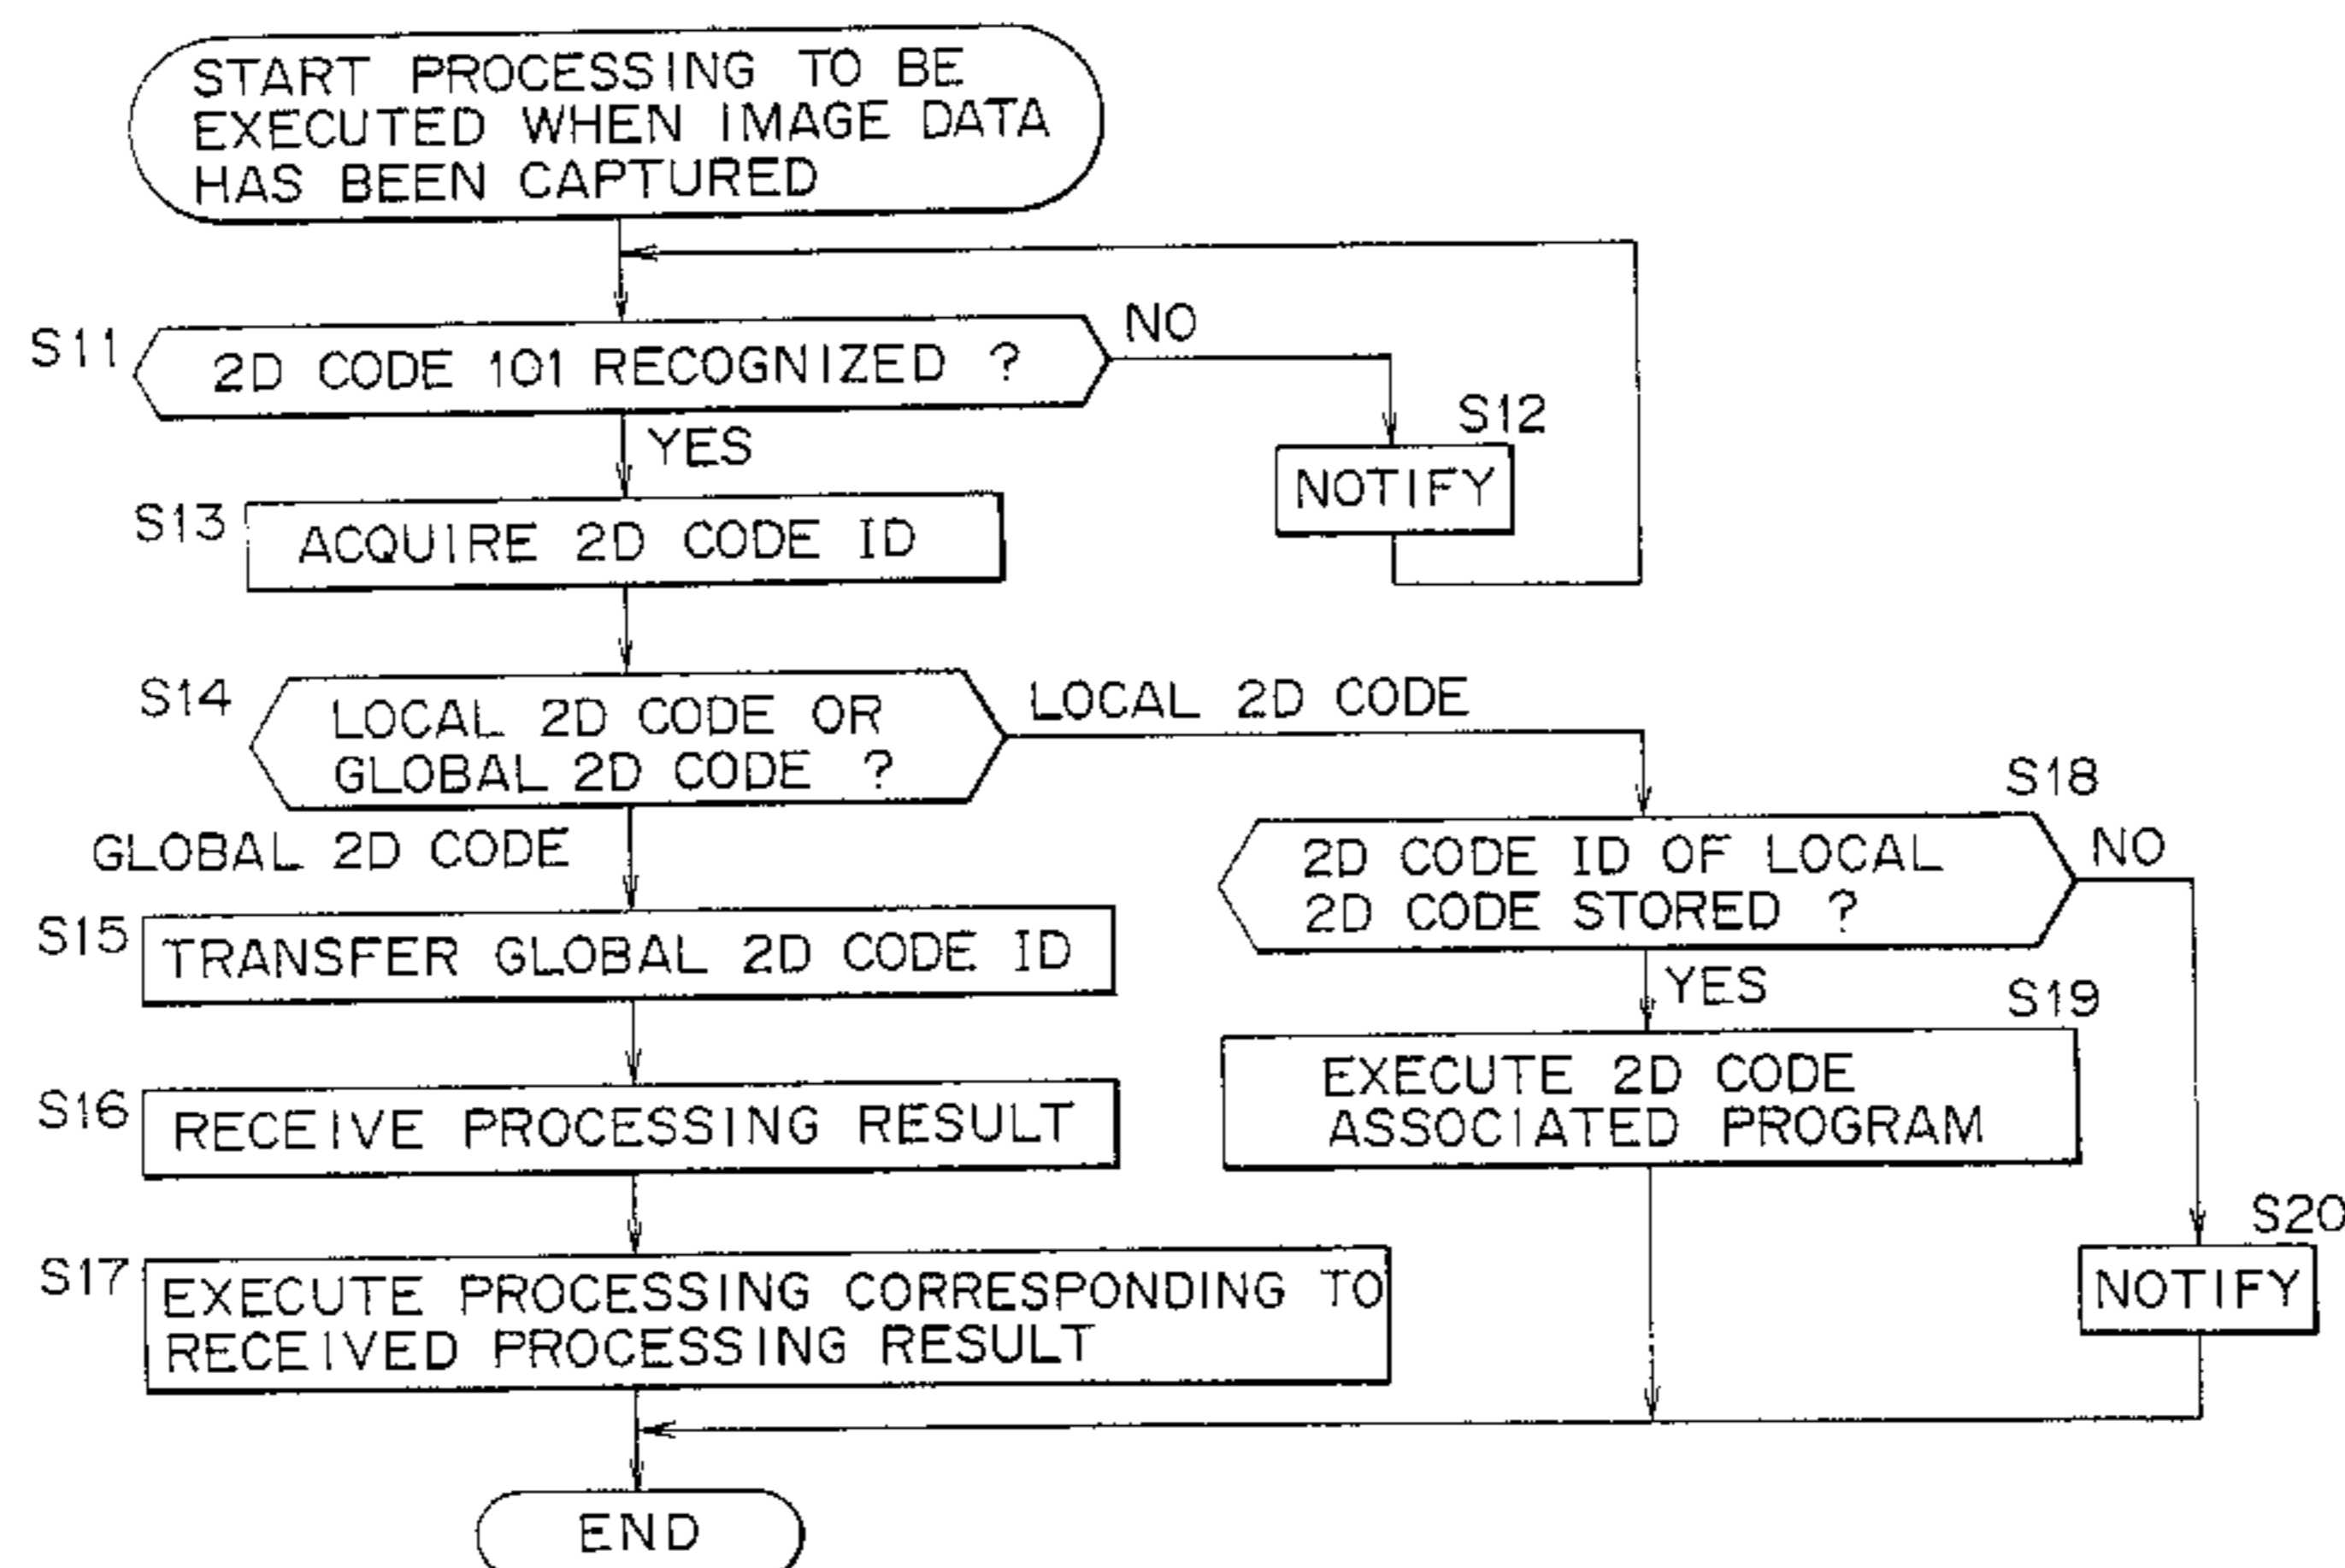 START PROCESSING TO BE
EXECUTED WHEN IMAGE DATA
HAS BEEN CAPTURED
S11
2D CODE 101 RECOGNIZED ?
NO
YES
S12
NOTIFY
S13
ACQUIRE 2D CODE ID
S14
LOCAL 2D CODE OR
GLOBAL 2D CODE ?
LOCAL 2D CODE
GLOBAL 2D CODE
S18
2D CODE ID OF LOCAL
2D CODE STORED ?
NO
YES
S15
TRANSFER GLOBAL 2D CODE ID
S19
EXECUTE 2D CODE
ASSOCIATED PROGRAM
S16
RECEIVE PROCESSING RESULT
S20
NOTIFY
S17
EXECUTE PROCESSING CORRESPONDING TO
RECEIVED PROCESSING RESULT
END